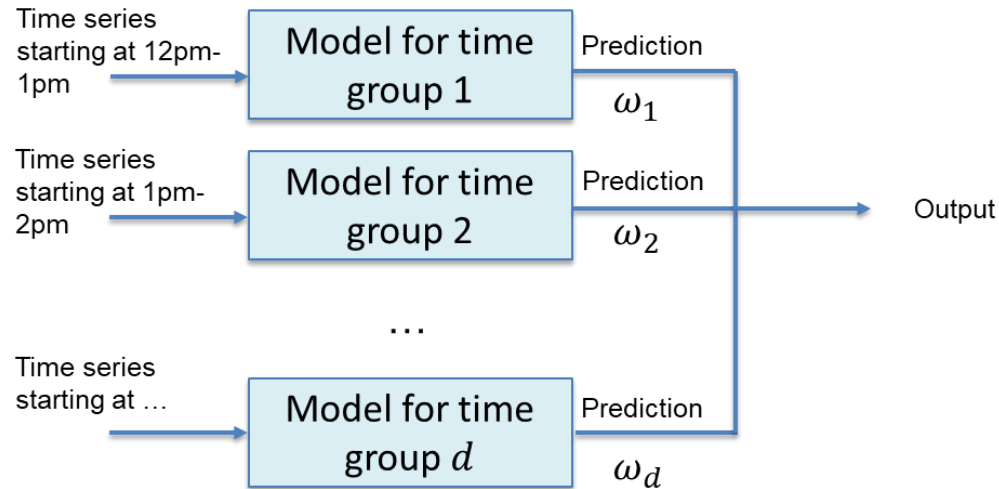 Time series
starting at 12pm-
1pm
Model for time
group 1
Prediction
ω₁
Time series
starting at 1pm-
2pm
Model for time
group 2
Prediction
ω₂
Output
...
Time series
starting at ...
Model for time
group d
Prediction
ω_d